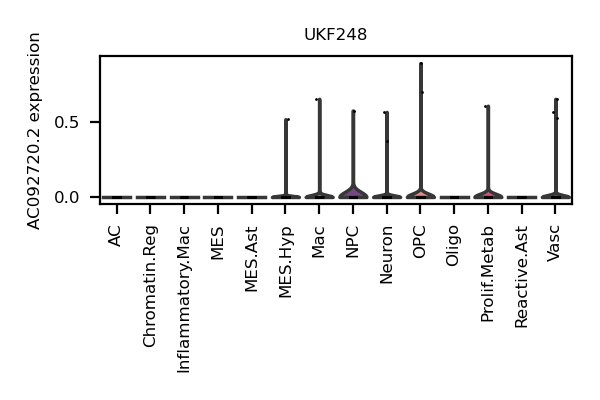 UKF248
AC092720.2 expression
0.5
0.0
AC
Chromatin.Reg
Inflammatory.Mac
MES
MES.Ast
MES.Hyp
Mac
NPC
Neuron
OPC
Oligo
Prolif.Metab
Reactive.Ast
Vasc